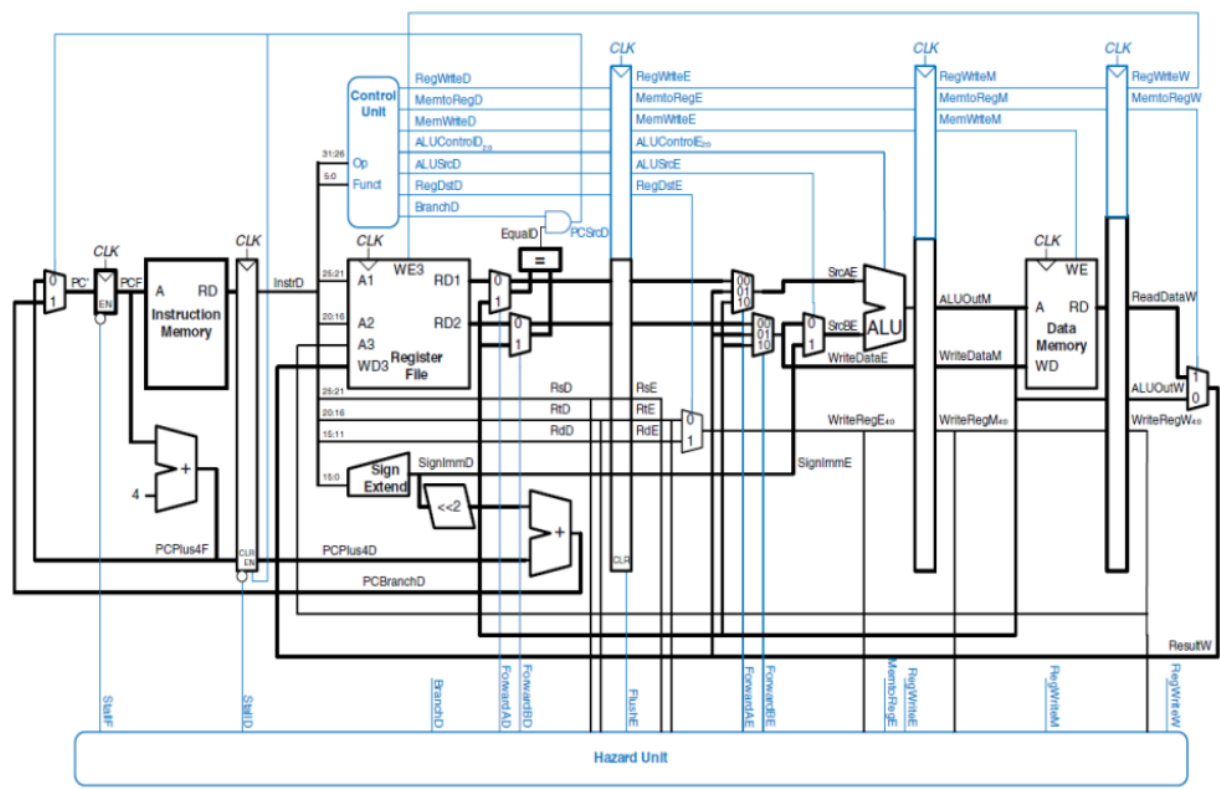 CLK
CLK
CLK
Control
Unit
Op
Funct
31:26
5:0
RegWriteD
MemtoRegD
MemWriteD
ALUControlD2:0
ALUSrcD
RegDstD
BranchD
RegWriteE
MemtoRegE
MemWriteE
ALUControlE2:0
ALUSrcE
RegDstE
RegWriteM
MemtoRegM
MemWriteM
RegWriteW
MemtoRegW
EqualD
PCSrcD
=
CLK
CLK
CLK
CLK
0
1
PC'
EN
PCF
A
RD
Instruction
Memory
InstrD
25:21
20:16
A1
A2
A3
WD3
WE3
RD1
RD2
Register
File
0
1
0
1
00
01
10
00
01
10
0
1
SrcAE
SrcBE
ALU
ALUOutM
WriteDataE
WriteDataM
A
RD
Data
Memory
WD
WE
ReadDataW
1
0
ALUOutW
25:21
20:16
15:11
15:0
RsD
RtD
RdD
RsE
RtE
RdE
0
1
WriteRegE4:0
WriteRegM4:0
WriteRegW4:0
Sign
Extend
SignImmD
SignImmE
<<2
+
4
+
PCPlus4F
CLR
EN
PCPlus4D
CLR
PCBranchD
ResultW
StallF
StallD
BranchD
ForwardAD
ForwardBD
FlushE
ForwardAE
ForwardBE
MemtoRegE
RegWriteE
RegWriteM
RegWriteW
Hazard Unit